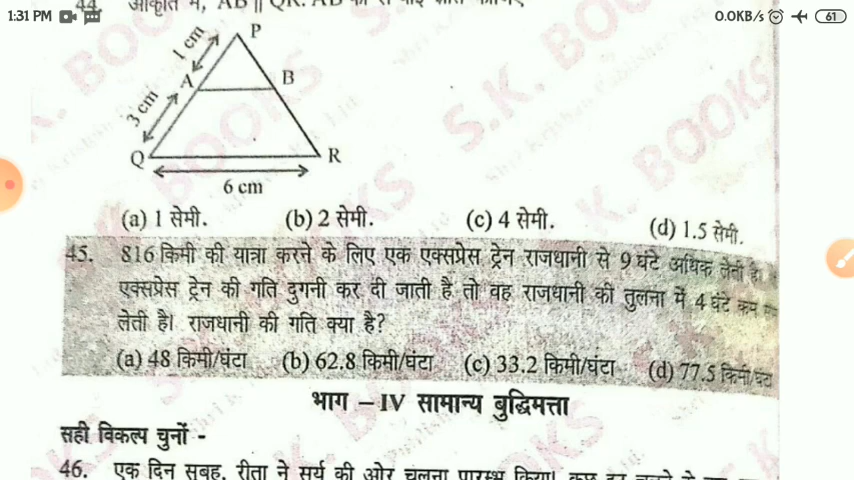 1:31 PM
0.0KB/s 61
44. आकृति में, AB || QR. AB
P
1 cm
A
B
3 cm
Q
R
6 cm
(a) 1 सेमी. (b) 2 सेमी. (c) 4 सेमी. (d) 1.5 सेमी.
45. 816 किमी की यात्रा करने के लिए एक एक्सप्रेस ट्रेन राजधानी से 9 घंटे अधिक लेती है।
एक्सप्रेस ट्रेन की गति दुगनी कर दी जाती है तो वह राजधानी की तुलना में 4 घंटे कम
लेती है। राजधानी की गति क्या है?
(a) 48 किमी/घंटा (b) 62.8 किमी/घंटा (c) 33.2 किमी/घंटा (d) 77.5 किमी/घंटा
भाग – IV सामान्य बुद्धिमत्ता
सही विकल्प चुनों -
46. एक दिन सुबह, रीता ने सूर्य की ओर चलना प्रारम्भ किया। कुछ दूर चलने
S.K. BOOKS